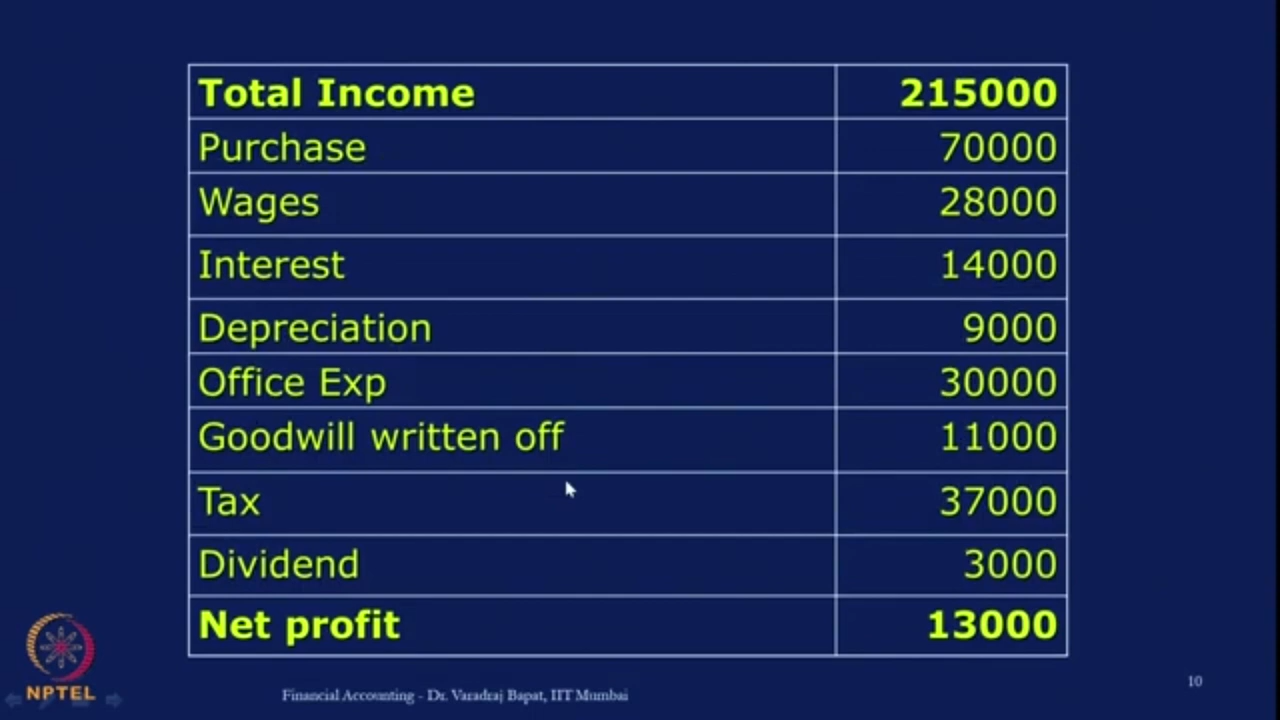 Total Income 215000
Purchase 70000
Wages 28000
Interest 14000
Depreciation 9000
Office Exp 30000
Goodwill written off 11000
Tax 37000
Dividend 3000
Net profit 13000
NPTEL
Financial Accounting - Dr. Varadraj Bapat, IIT Mumbai
10